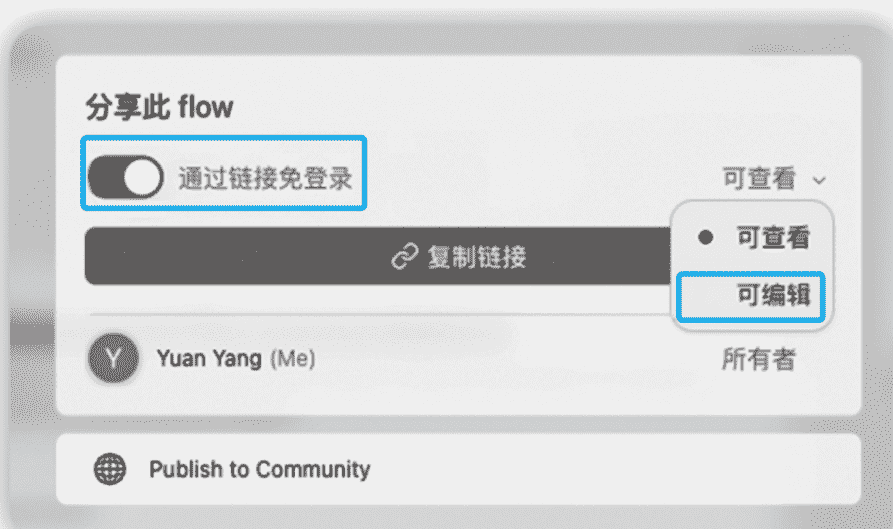 分享此 flow
通过链接免登录
可查看
复制链接
可查看
可编辑
Y
Yuan Yang (Me)
所有者
Publish to Community